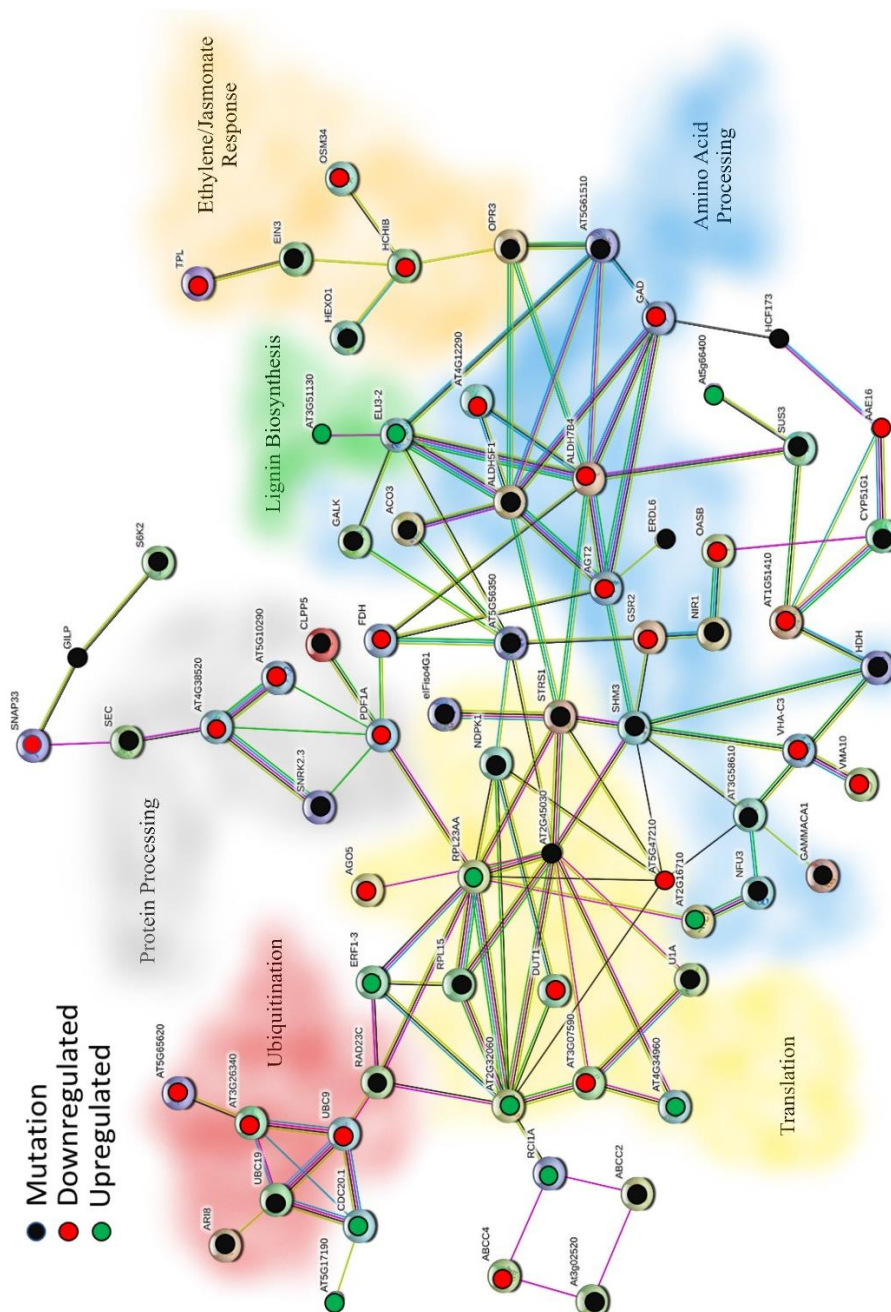 Mutation
Downregulated
Upregulated
Ubiquitination
Protein Processing
Lignin Biosynthesis
Ethylene/Jasmonate
Response
Amino Acid
Processing
Translation
AT5G65620
AT3G26340
UBC9
UBC19
CDC20.1
ARI8
AT5G17190
RAD23C
SNAP33
GILP
S6K2
SEC
AT4G38520
AT5G10290
SNRK2.3
CLPP5
PDF1A
FDH
AT3G51130
ELI3-2
GALK
ACO3
TPL
EIN3
OSM34
HCHIB
HEXO1
OPR3
AT5G61510
AT4G12290
ALDH5F1
ALDH7B4
GAD
HCF173
At5g66400
SUS3
AAE16
CYP51G1
AT1G51410
HDH
AGT2
ERDL6
OASB
NIR1
GSR2
AT5G56350
eIFiso4G1
STRS1
NDPK1
SHM3
VHA-C3
VMA10
AT3G58610
GAMMACA1
NFU3
AT2G16710
AT5G47210
AT2G45030
RPL23AA
AGO5
ERF1-3
RPL15
DUT1
U1A
AT2G32060
AT3G07590
AT4G34960
RCI1A
ABCC2
ABCC4
At3g02520